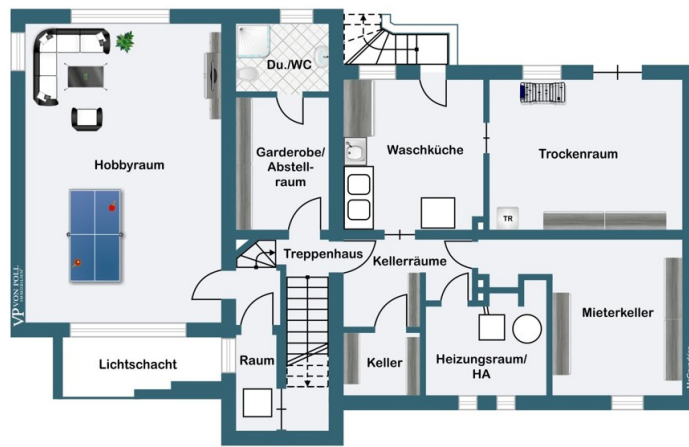 Du./WC
Garderobe/
Abstell-
raum
Waschküche
Trockenraum
Hobbyraum
TR
Treppenhaus
Kellerräume
VP VON POLL
IMMOBILIEN
Mieterkeller
Lichtschacht
Raum
Keller
Heizungsraum/
HA